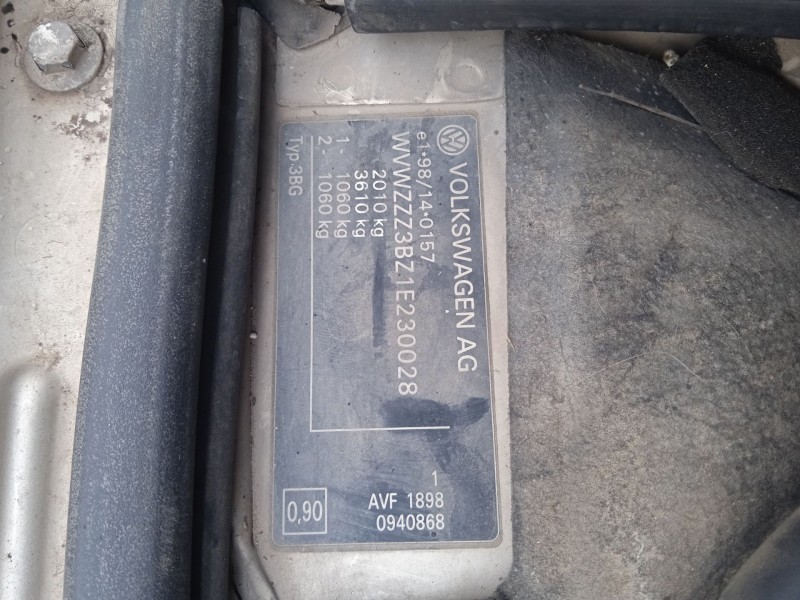 VOLKSWAGEN AG
e1*98/14*0157
WVWZZZ3BZ1E230028
2010 kg
3610 kg
1- 1060 kg
2- 1060 kg
Typ 3BG
1
AVF 1898
0940868
0,90